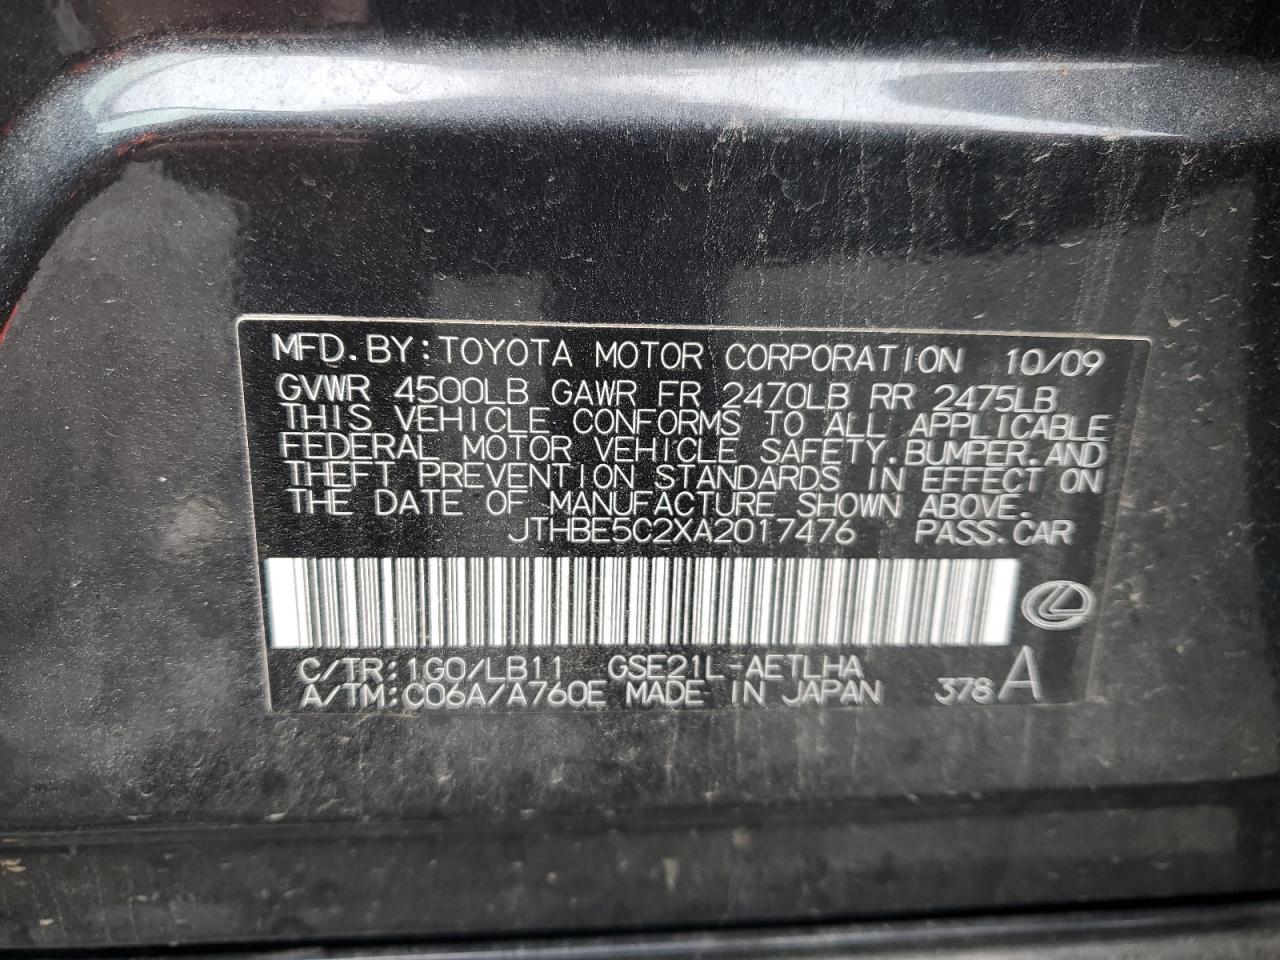 MFD.BY:TOYOTA MOTOR CORPORATION 10/09
GVWR 4500LB GAWR FR 2470LB RR 2475LB
THIS VEHICLE CONFORMS TO ALL APPLICABLE
FEDERAL MOTOR VEHICLE SAFETY,BUMPER,AND
THEFT PREVENTION STANDARDS IN EFFECT ON
THE DATE OF MANUFACTURE SHOWN ABOVE.
JTHBE5C2XA2017476 PASS.CAR
C/TR:1G0/LB11 GSE21L-AETLHA
A/TM:C06A/A760E MADE IN JAPAN 378 A